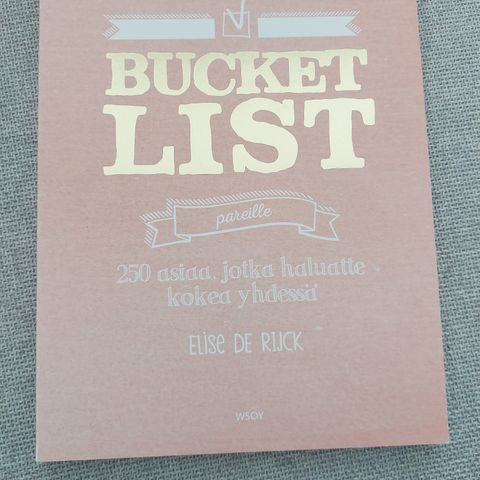 BUCKET
LIST
pareille
250 asiaa, jotka haluatte
kokea yhdessä
ELiSe DE RIJCK
WSOY